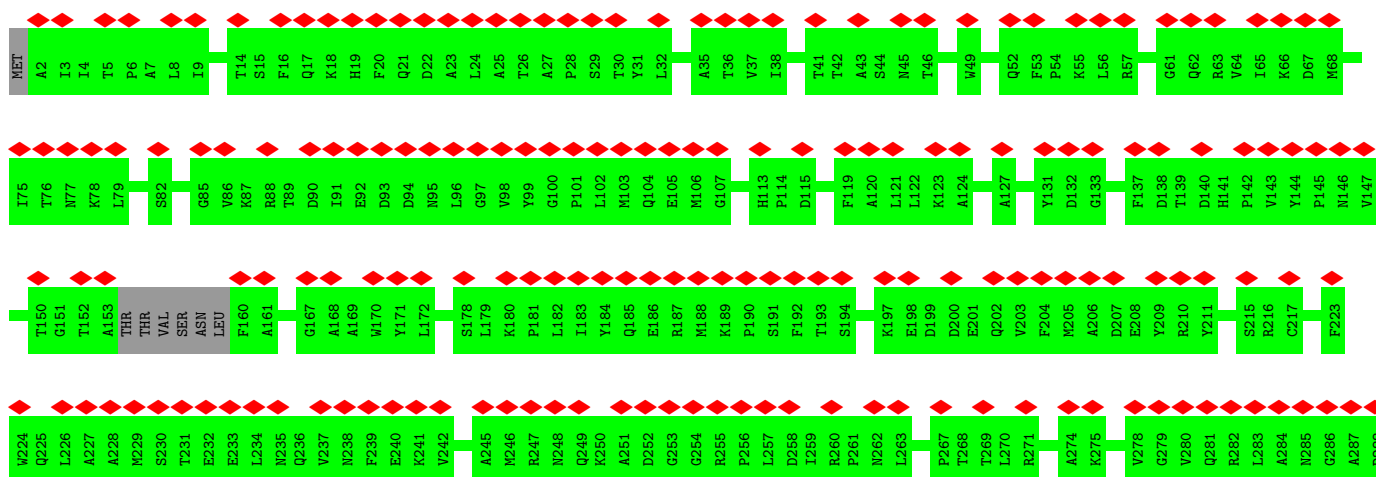 MET A2 I3 I4 T5 P6 A7 L8 I9 T14 S15 F16 Q17 K18 H19 F20 Q21 D22 A23 L24 A25 T26 A27 P28 S29 T30 Y31 L32 A35 T36 V37 I38 T41 T42 A43 S44 N45 T46 W49 Q52 F53 P54 K55 L56 R57 G61 Q62 R63 V64 I65 K66 D67 M68
I75 T76 N77 K78 L79 S82 G85 V86 K87 R88 T89 D90 I91 E92 D93 D94 N95 L96 G97 V98 Y99 G100 P101 L102 M103 Q104 E105 M106 G107 H113 P114 D115 F119 A120 L121 L122 K123 A124 A127 Y131 D132 G133 F137 D138 T139 D140 H141 P142 V143 Y144 P145 N146 V147
T150 G151 T152 A153 THR THR VAL SER ASN LEU F160 A161 G167 A168 A169 W170 Y171 L172 S178 L179 K180 P181 L182 I183 Y184 Q185 E186 R187 M188 K189 P190 S191 F192 T193 S194 K197 E198 D199 D200 E201 Q202 V203 F204 M205 A206 D207 E208 Y209 R210 Y211 S215 R216 C217 F223
W224 Q225 L226 A227 A228 M229 S230 T231 E232 E233 L234 N235 Q236 V237 N238 F239 E240 K241 V242 A245 M246 R247 N248 Q249 K250 A251 D252 G253 G254 R255 P256 L257 D258 I259 R260 P261 N262 L263 P267 T268 T269 L270 R271 A274 K275 V278 G279 V280 Q281 R282 L283 A284 N285 G286 A287